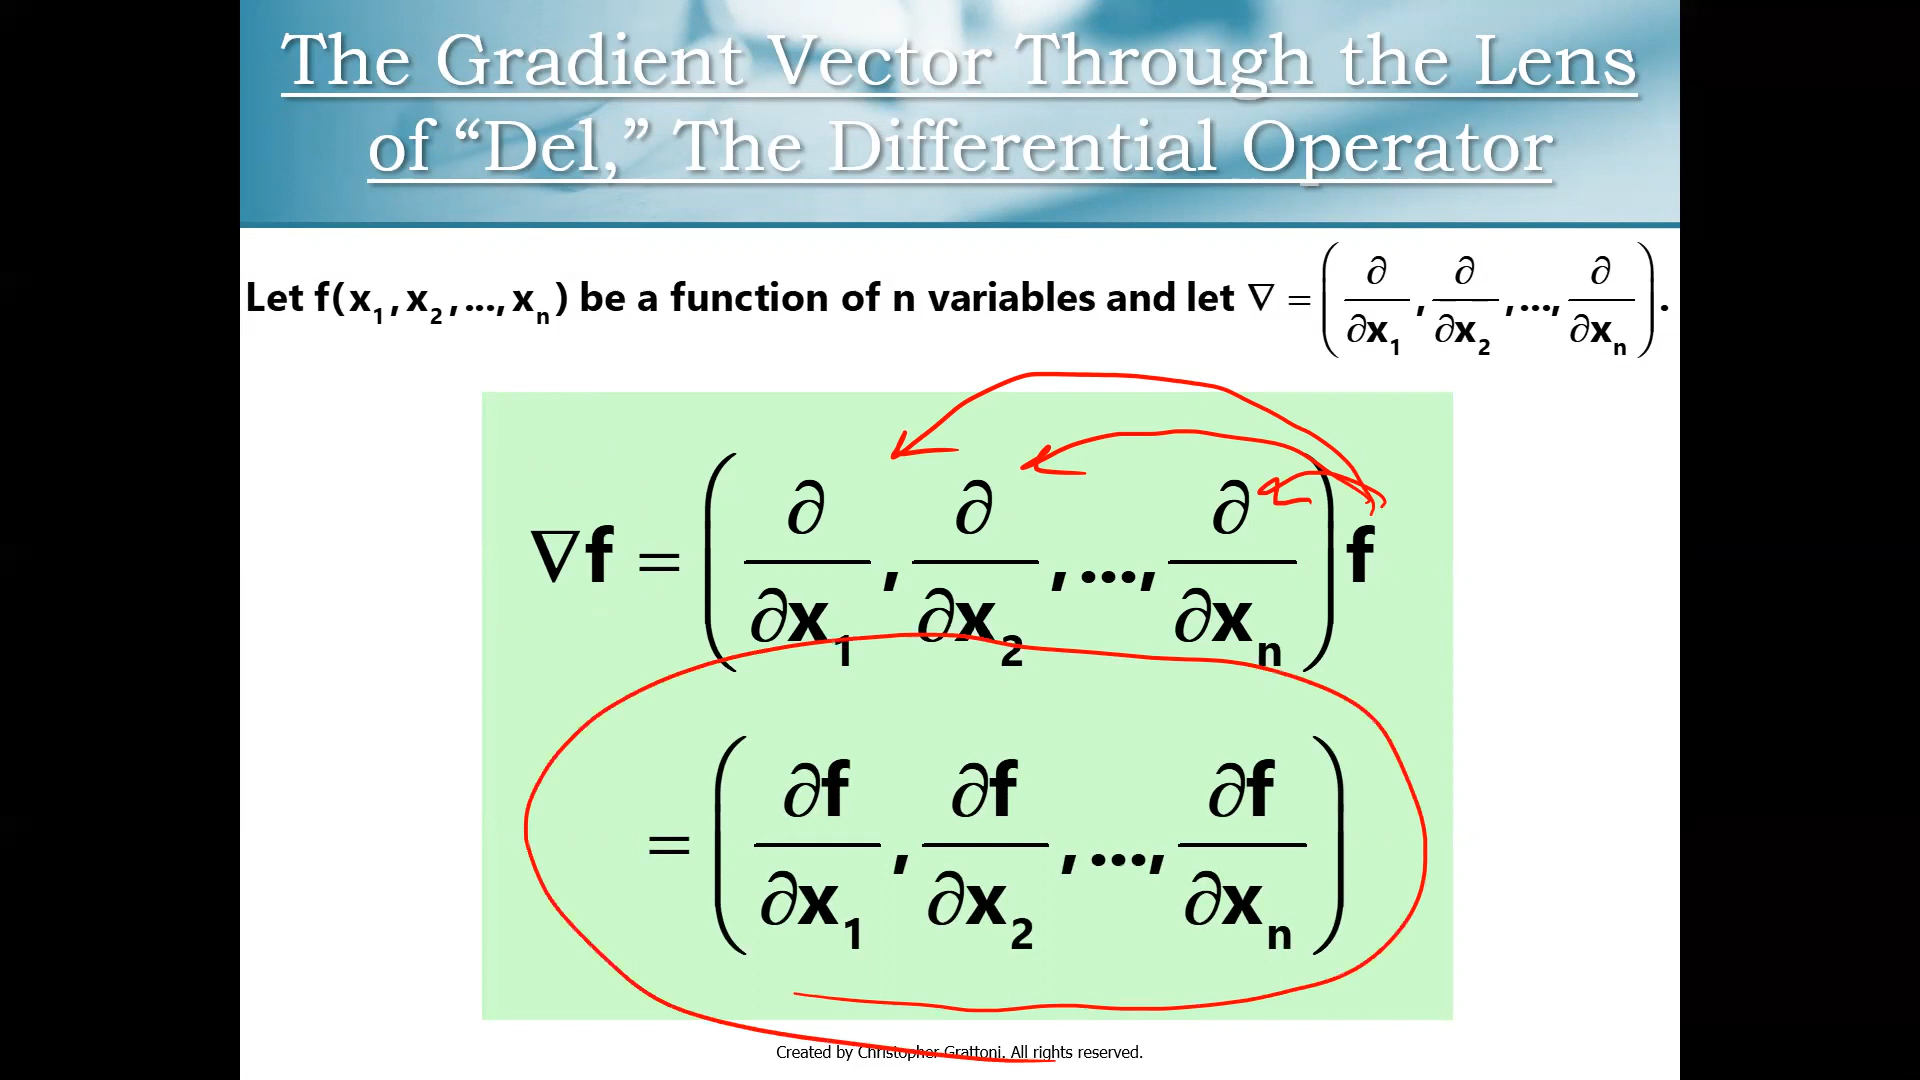 The Gradient Vector Through the Lens
of “Del,” The Differential Operator
Let f(x₁,x₂,...,xₙ) be a function of n variables and let ∇ = (∂/∂x₁, ∂/∂x₂,..., ∂/∂xₙ).
∇f = (∂/∂x₁, ∂/∂x₂,..., ∂/∂xₙ)f
= (∂f/∂x₁, ∂f/∂x₂,..., ∂f/∂xₙ)
Created by Christopher Grattoni. All rights reserved.